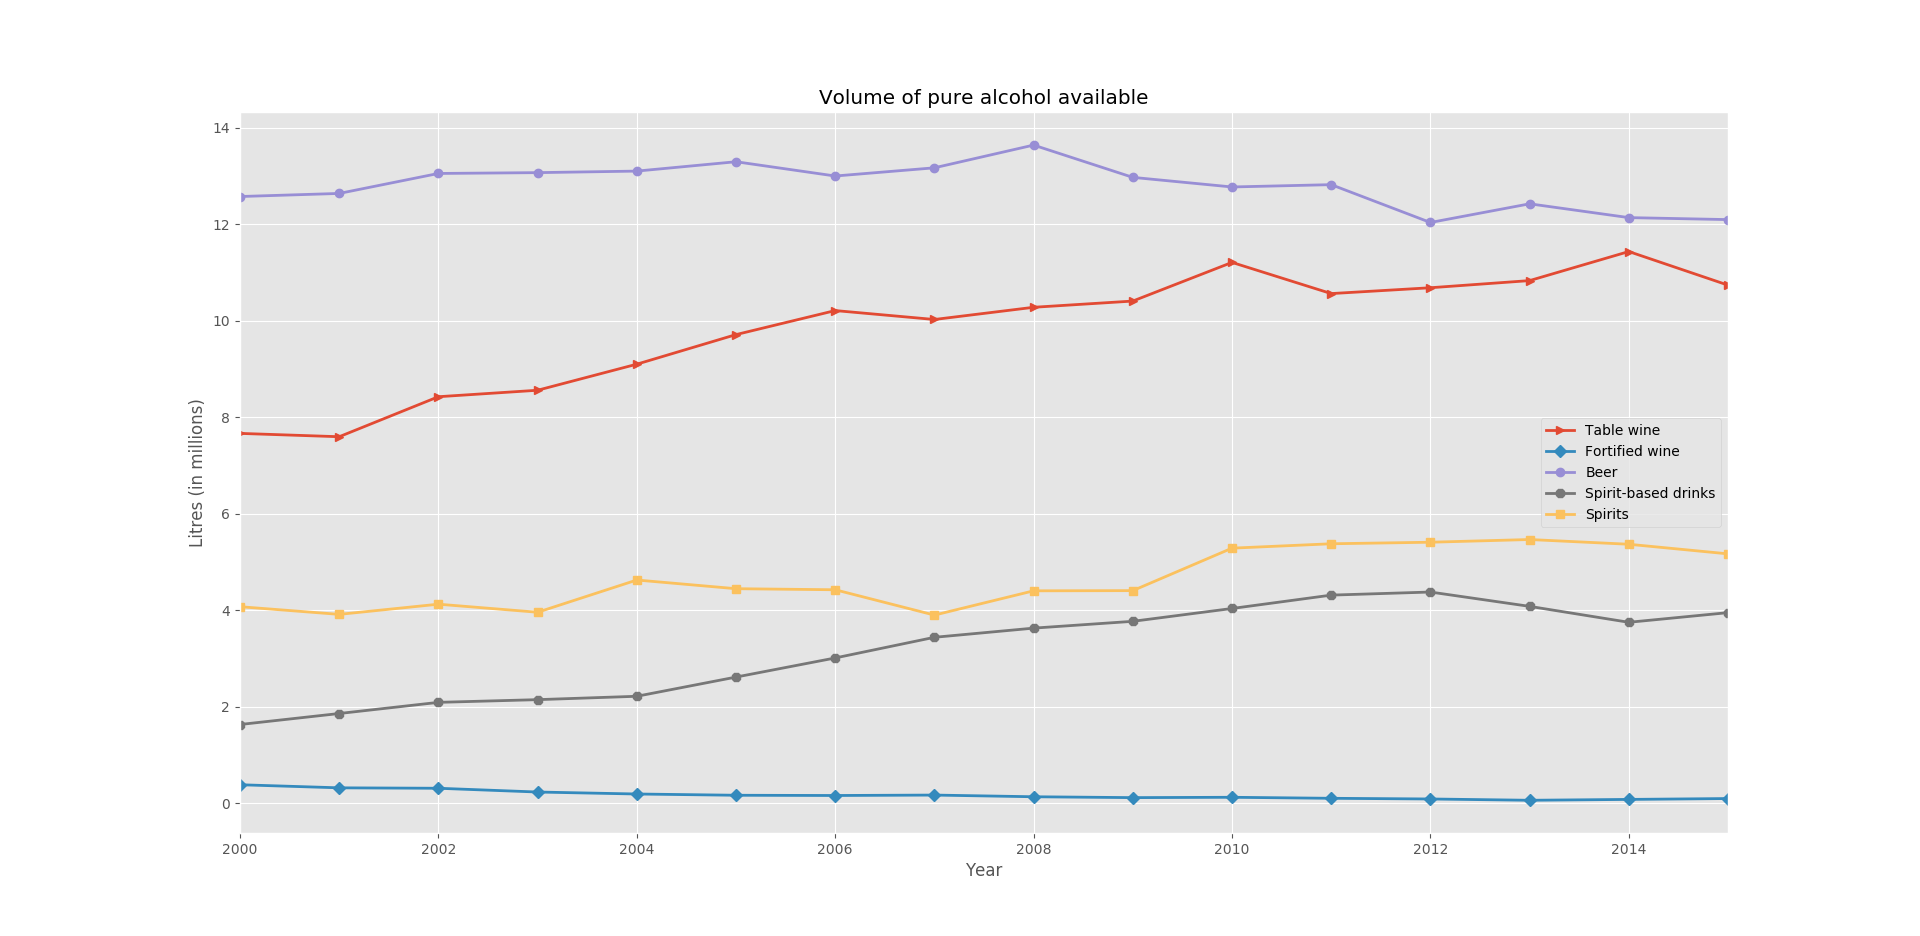 Volume of pure alcohol available
Litres (in millions)
14
12
10
8
6
4
2
0
Table wine
Fortified wine
Beer
Spirit-based drinks
Spirits
2000 2002 2004 2006 2008 2010 2012 2014
Year